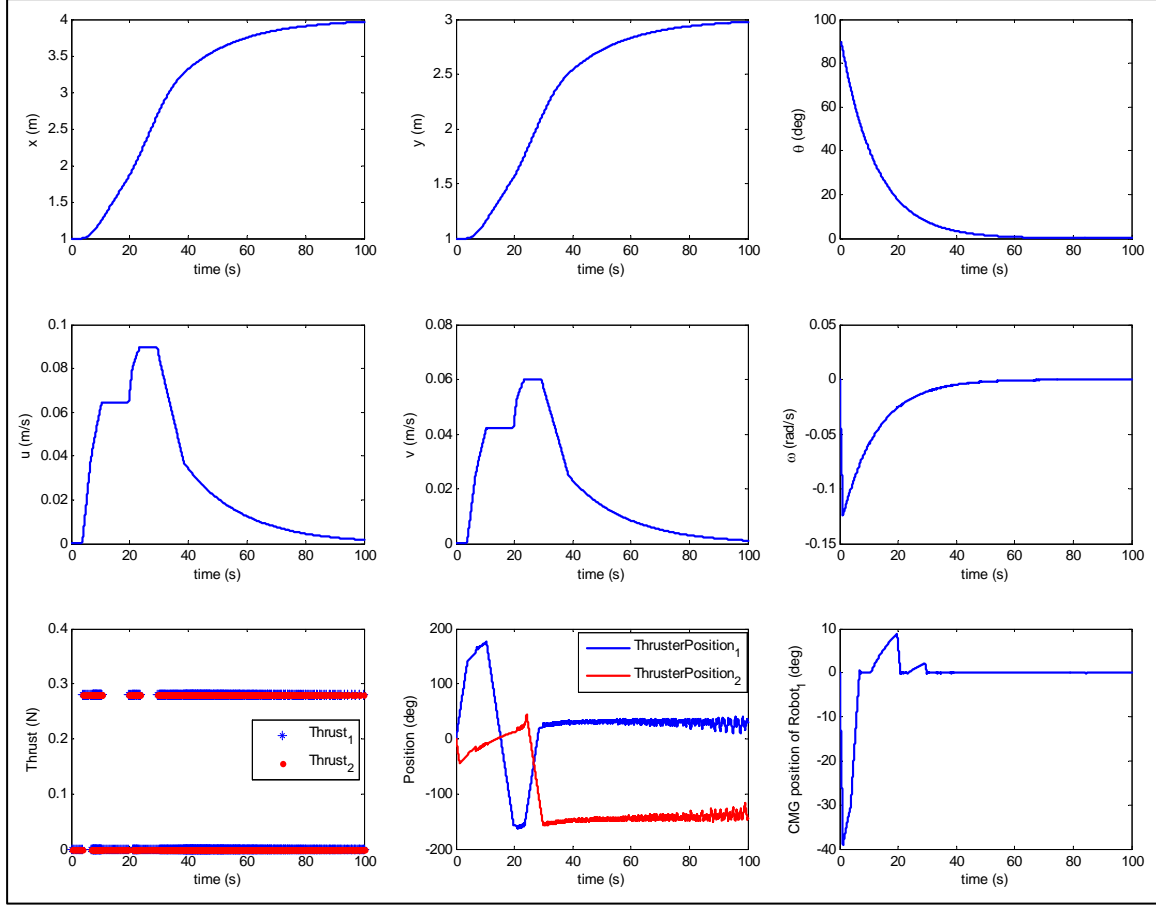 4
3.5
3
2.5
2
1.5
1
x (m)
0 20 40 60 80 100
time (s)
3
2.5
2
1.5
1
y (m)
0 20 40 60 80 100
time (s)
100
80
60
40
20
0
θ (deg)
0 20 40 60 80 100
time (s)
0.1
0.08
0.06
0.04
0.02
0
u (m/s)
0 20 40 60 80 100
time (s)
0.08
0.06
0.04
0.02
0
v (m/s)
0 20 40 60 80 100
time (s)
0.05
0
-0.05
-0.1
-0.15
ω (rad/s)
0 20 40 60 80 100
time (s)
0.4
0.3
0.2
0.1
0
Thrust (N)
Thrust1
Thrust2
0 20 40 60 80 100
time (s)
200
100
0
-100
-200
Position (deg)
ThrusterPosition1
ThrusterPosition2
0 20 40 60 80 100
time (s)
10
0
-10
-20
-30
-40
CMG position of Robot1 (deg)
0 20 40 60 80 100
time (s)